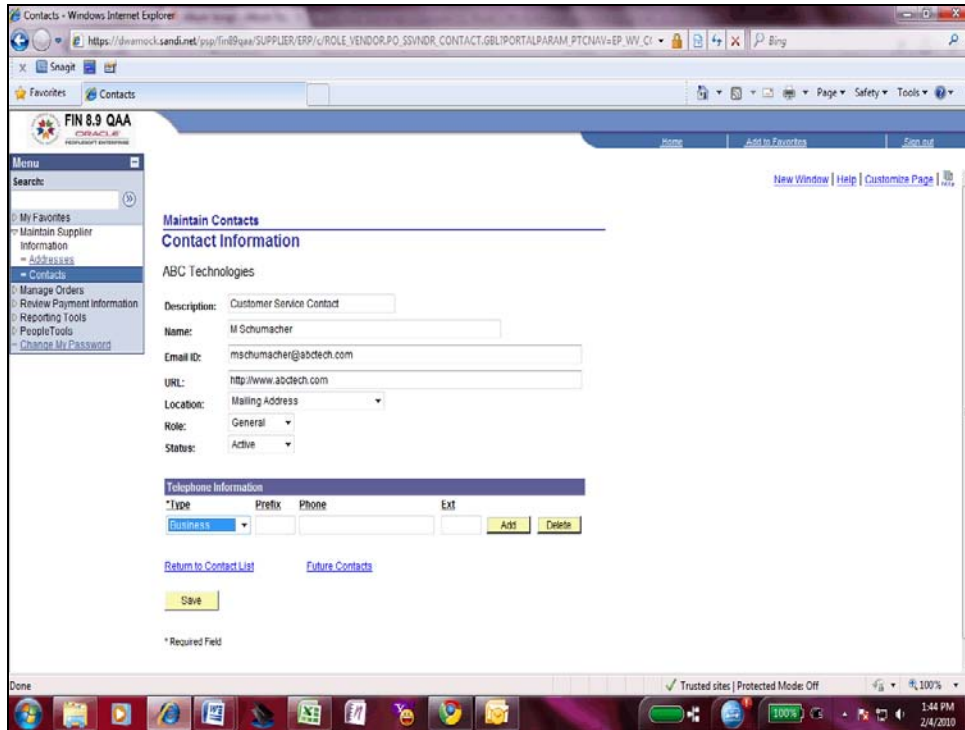 Contacts - Windows Internet Explorer
https://dwamock.sandi.net/psp/fin89qaa/SUPPLIER/ERP/c/ROLE_VENDOR.PO_SSVNDR_CONTACT.GBL?PORTALPARAM_PTCNAV=EP_WV_C
Bing
x Snagit
Favorites Contacts
Page Safety Tools
FIN 8.9 QAA
ORACLE
PEOPLESOFT ENTERPRISE
Home Add to Favorites Sign out
Menu
Search:
New Window | Help | Customize Page |
My Favorites
Maintain Supplier
Information
- Addresses
- Contacts
Manage Orders
Review Payment Information
Reporting Tools
PeopleTools
- Change My Password
Maintain Contacts
Contact Information
ABC Technologies
Description: Customer Service Contact
Name: M Schumacher
Email ID: mschumacher@abctech.com
URL: http://www.abctech.com
Location: Mailing Address
Role: General
Status: Active
Telephone Information
*Type Prefix Phone Ext
Business Add Delete
Return to Contact List Future Contacts
Save
* Required Field
Done Trusted sites | Protected Mode: Off 100%
100% 1:44 PM
2/4/2010